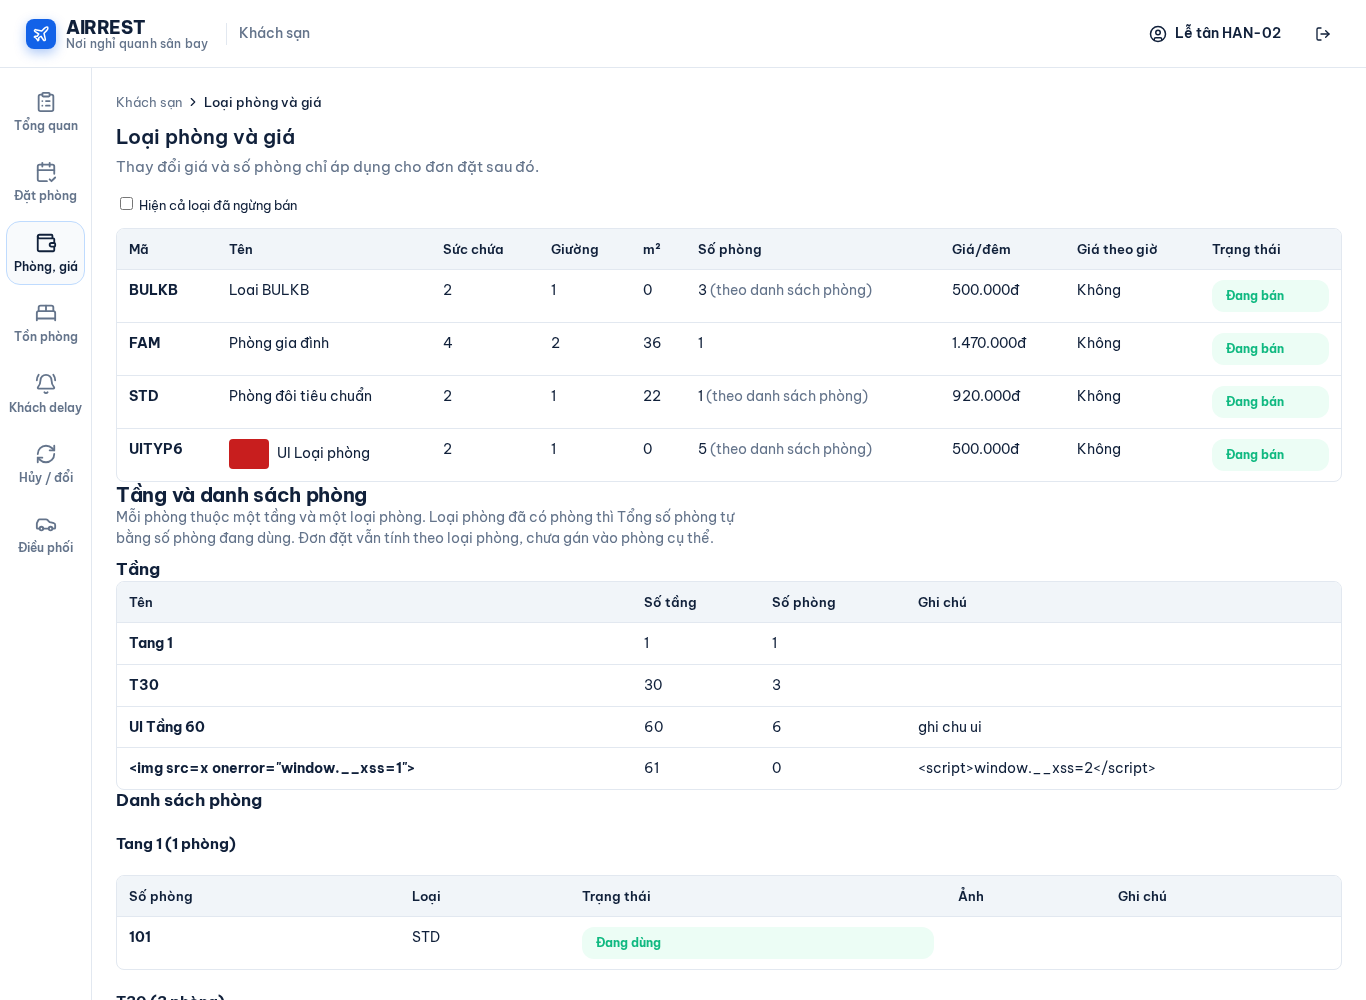 AIRREST
Nơi nghỉ quanh sân bay
Khách sạn
Lễ tân HAN-02
Tổng quan
Đặt phòng
Phòng, giá
Tồn phòng
Khách delay
Hủy / đổi
Điều phối
Khách sạn > Loại phòng và giá
Loại phòng và giá
Thay đổi giá và số phòng chỉ áp dụng cho đơn đặt sau đó.
Hiện cả loại đã ngừng bán
Mã Tên Sức chứa Giường m² Số phòng Giá/đêm Giá theo giờ Trạng thái
BULKB Loai BULKB 2 1 0 3 (theo danh sách phòng) 500.000đ Không Đang bán
FAM Phòng gia đình 4 2 36 1 1.470.000đ Không Đang bán
STD Phòng đôi tiêu chuẩn 2 1 22 1 (theo danh sách phòng) 920.000đ Không Đang bán
UITYP6 UI Loại phòng 2 1 0 5 (theo danh sách phòng) 500.000đ Không Đang bán
Tầng và danh sách phòng
Mỗi phòng thuộc một tầng và một loại phòng. Loại phòng đã có phòng thì Tổng số phòng tự
bằng số phòng đang dùng. Đơn đặt vẫn tính theo loại phòng, chưa gán vào phòng cụ thể.
Tầng
Tên Số tầng Số phòng Ghi chú
Tang 1 1 1
T30 30 3
UI Tầng 60 60 6 ghi chu ui
<img src=x onerror="window.__xss=1"> 61 0 <script>window.__xss=2</script>
Danh sách phòng
Tang 1 (1 phòng)
Số phòng Loại Trạng thái Ảnh Ghi chú
101 STD Đang dùng
T30 (3 phòng)